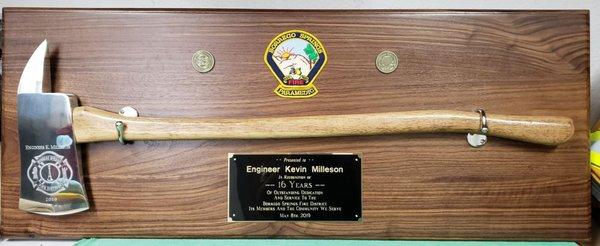 BORREGO SPRINGS
FIRE
PARAMEDIC
ENGINEER K. MILLESON
Presented to
Engineer Kevin Milleson
In Recognition of
16 YEARS
OF OUTSTANDING DEDICATION
AND SERVICE TO THE
BORREGO SPRINGS FIRE DISTRICT
ITS MEMBERS AND THE COMMUNITY WE SERVE
MAY 8TH, 2019